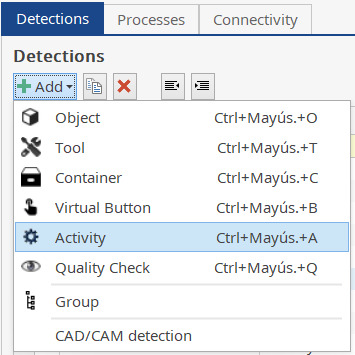 Detections Processes Connectivity
Detections
Add
Object Ctrl+Mayús.+O
Tool Ctrl+Mayús.+T
Container Ctrl+Mayús.+C
Virtual Button Ctrl+Mayús.+B
Activity Ctrl+Mayús.+A
Quality Check Ctrl+Mayús.+Q
Group
CAD/CAM detection